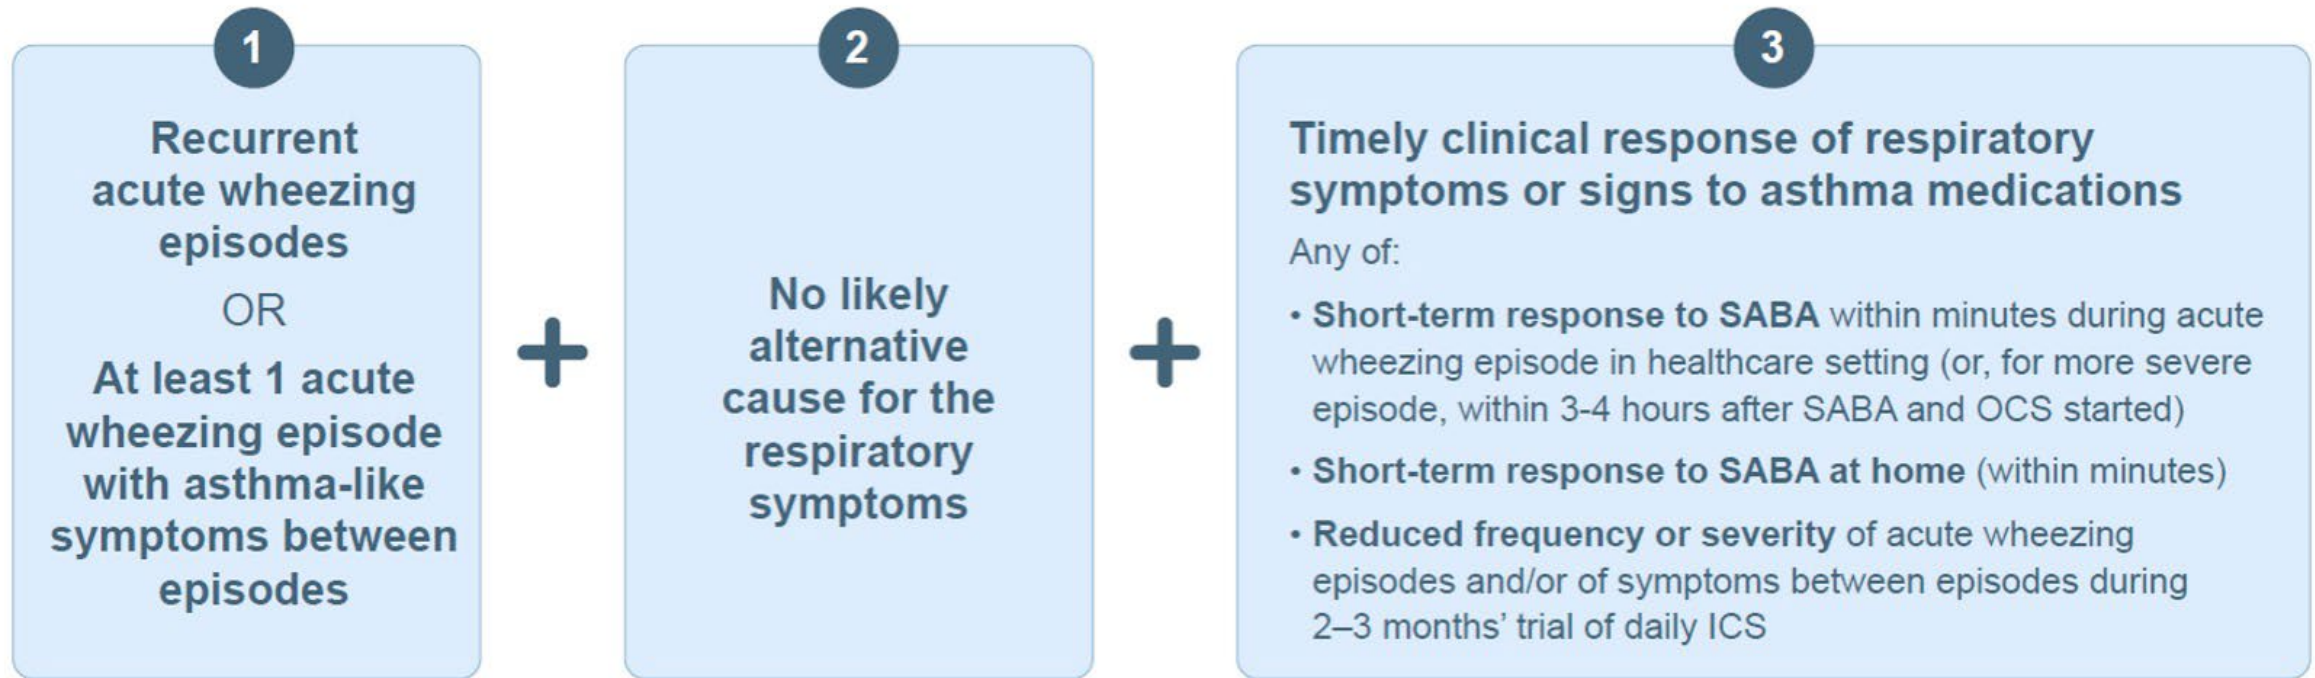 1
Recurrent
acute wheezing
episodes
OR
At least 1 acute
wheezing episode
with asthma-like
symptoms between
episodes
+
2
No likely
alternative
cause for the
respiratory
symptoms
+
3
Timely clinical response of respiratory
symptoms or signs to asthma medications
Any of:
• Short-term response to SABA within minutes during acute
wheezing episode in healthcare setting (or, for more severe
episode, within 3-4 hours after SABA and OCS started)
• Short-term response to SABA at home (within minutes)
• Reduced frequency or severity of acute wheezing
episodes and/or of symptoms between episodes during
2–3 months’ trial of daily ICS